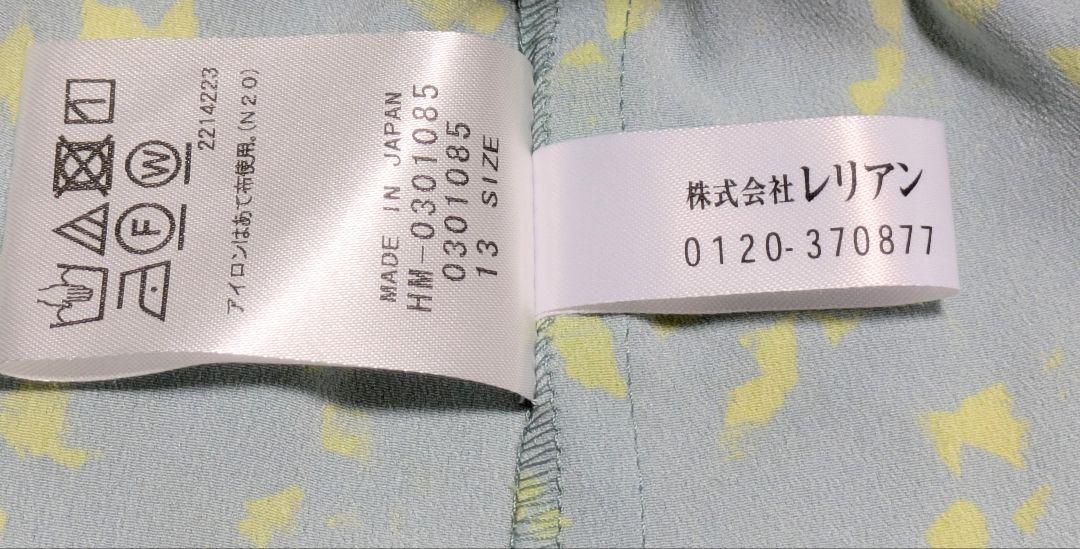 2214223
アイロンはあて布使用。(N20)
MADE IN JAPAN
HM-0301085
0301085
13 SIZE
W
F
株式会社レリアン
0120-370877